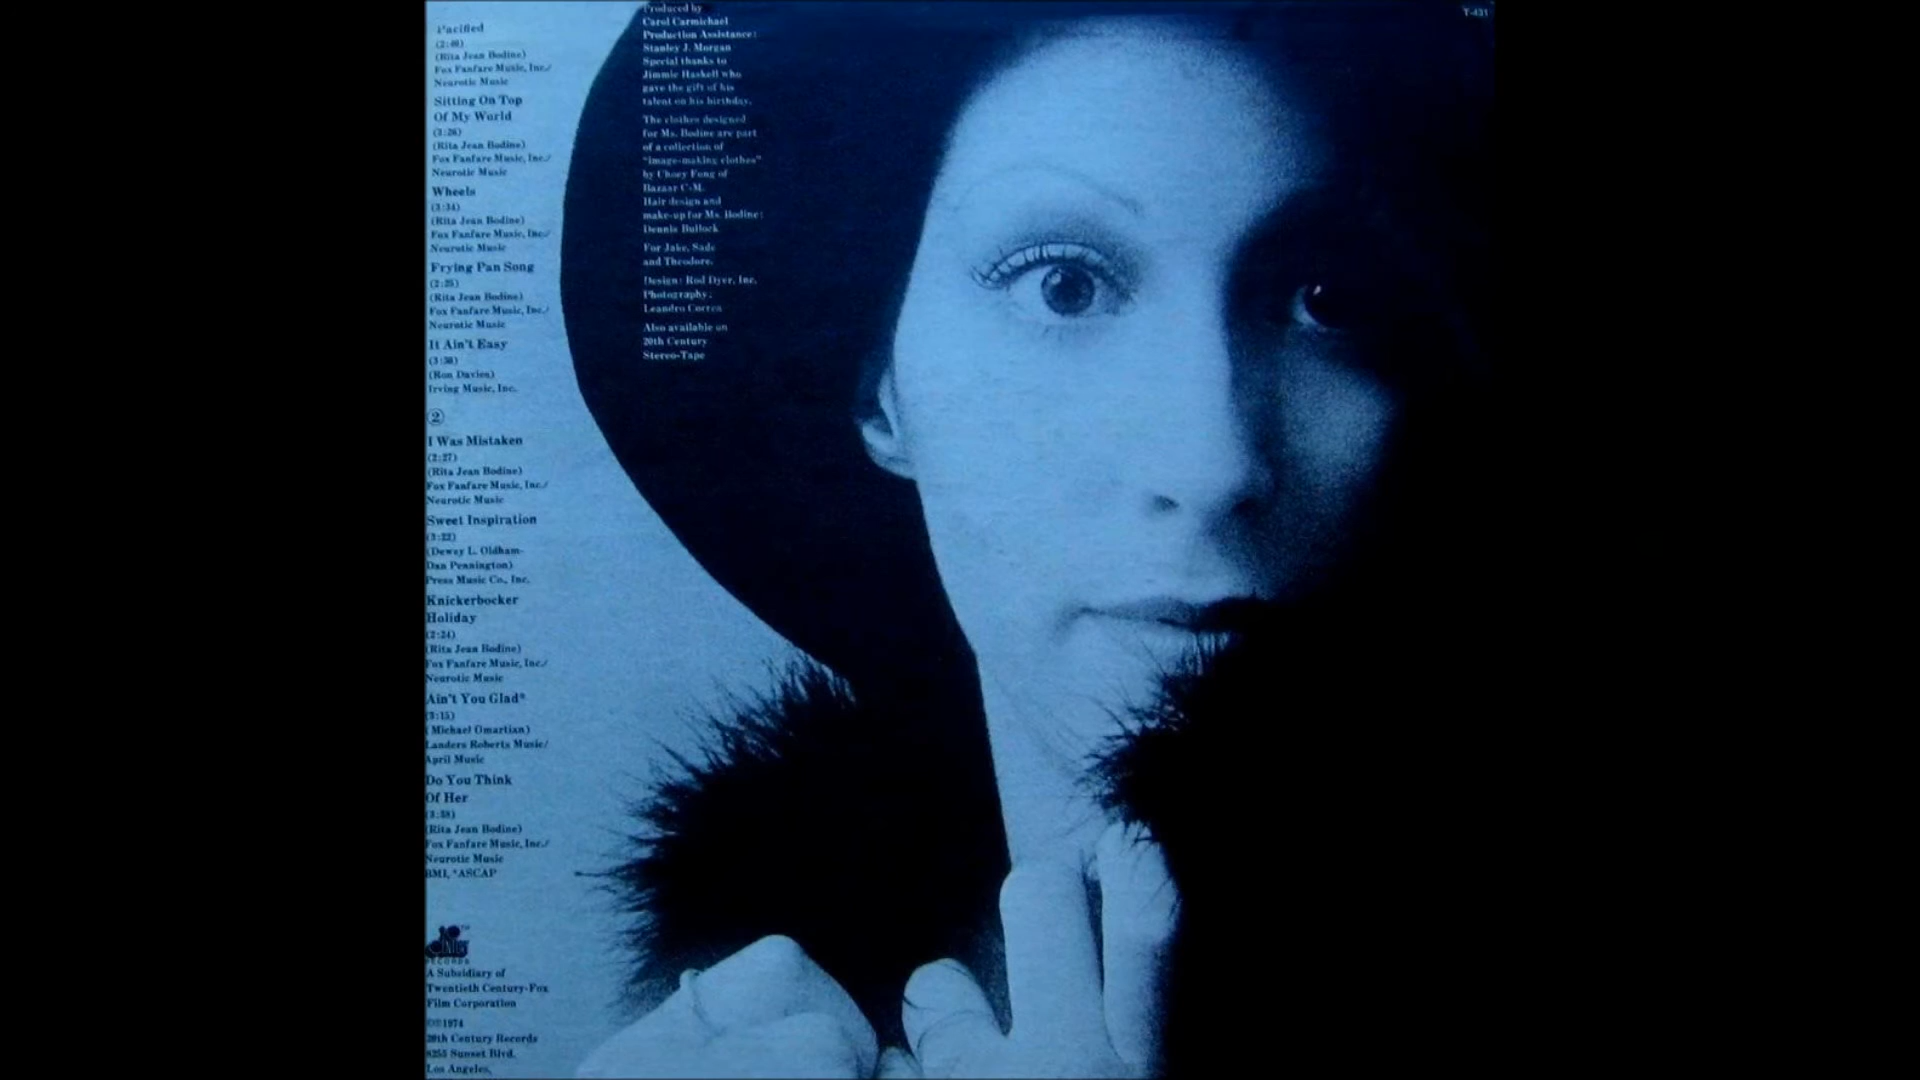 Pacified
(2:40)
(Rita Jean Bodine)
Fox Fanfare Music, Inc./
Neurotic Music
Sitting On Top
Of My World
(3:26)
(Rita Jean Bodine)
Fox Fanfare Music, Inc./
Neurotic Music
Wheels
(3:34)
(Rita Jean Bodine)
Fox Fanfare Music, Inc./
Neurotic Music
Frying Pan Song
(2:25)
(Rita Jean Bodine)
Fox Fanfare Music, Inc./
Neurotic Music
It Ain't Easy
(Ron Davies)
Irving Music, Inc.
②
I Was Mistaken
(2:27)
(Rita Jean Bodine)
Fox Fanfare Music, Inc./
Neurotic Music
Sweet Inspiration
(3:22)
(Dewey L. Oldham-
Dan Pennington)
Press Music Co., Inc.
Knickerbocker
Holiday
(2:24)
(Rita Jean Bodine)
Fox Fanfare Music, Inc./
Neurotic Music
Ain't You Glad*
(3:15)
(Michael Omartian)
Landers Roberts Music/
April Music
Do You Think
Of Her
(3:58)
(Rita Jean Bodine)
Fox Fanfare Music, Inc./
Neurotic Music
BMI, *ASCAP
RECORDS
A Subsidiary of
Twentieth Century-Fox
Film Corporation
©℗1974
20th Century Records
8255 Sunset Blvd.
Los Angeles,
Produced by
Carol Carmichael
Production Assistance:
Stanley J. Morgan
Special thanks to
Jimmie Haskell who
gave the gift of his
talent on his birthday.
The clothes designed
for Ms. Bodine are part
of a collection of
"image-making clothes"
by Choey Fong of
Bazaar C-M.
Hair design and
make-up for Ms. Bodine:
Dennis Bullock
For Jake, Sade
and Theodore.
Design: Rod Dyer, Inc.
Photography:
Leandro Correa
Also available on
20th Century
Stereo-Tape
T-431